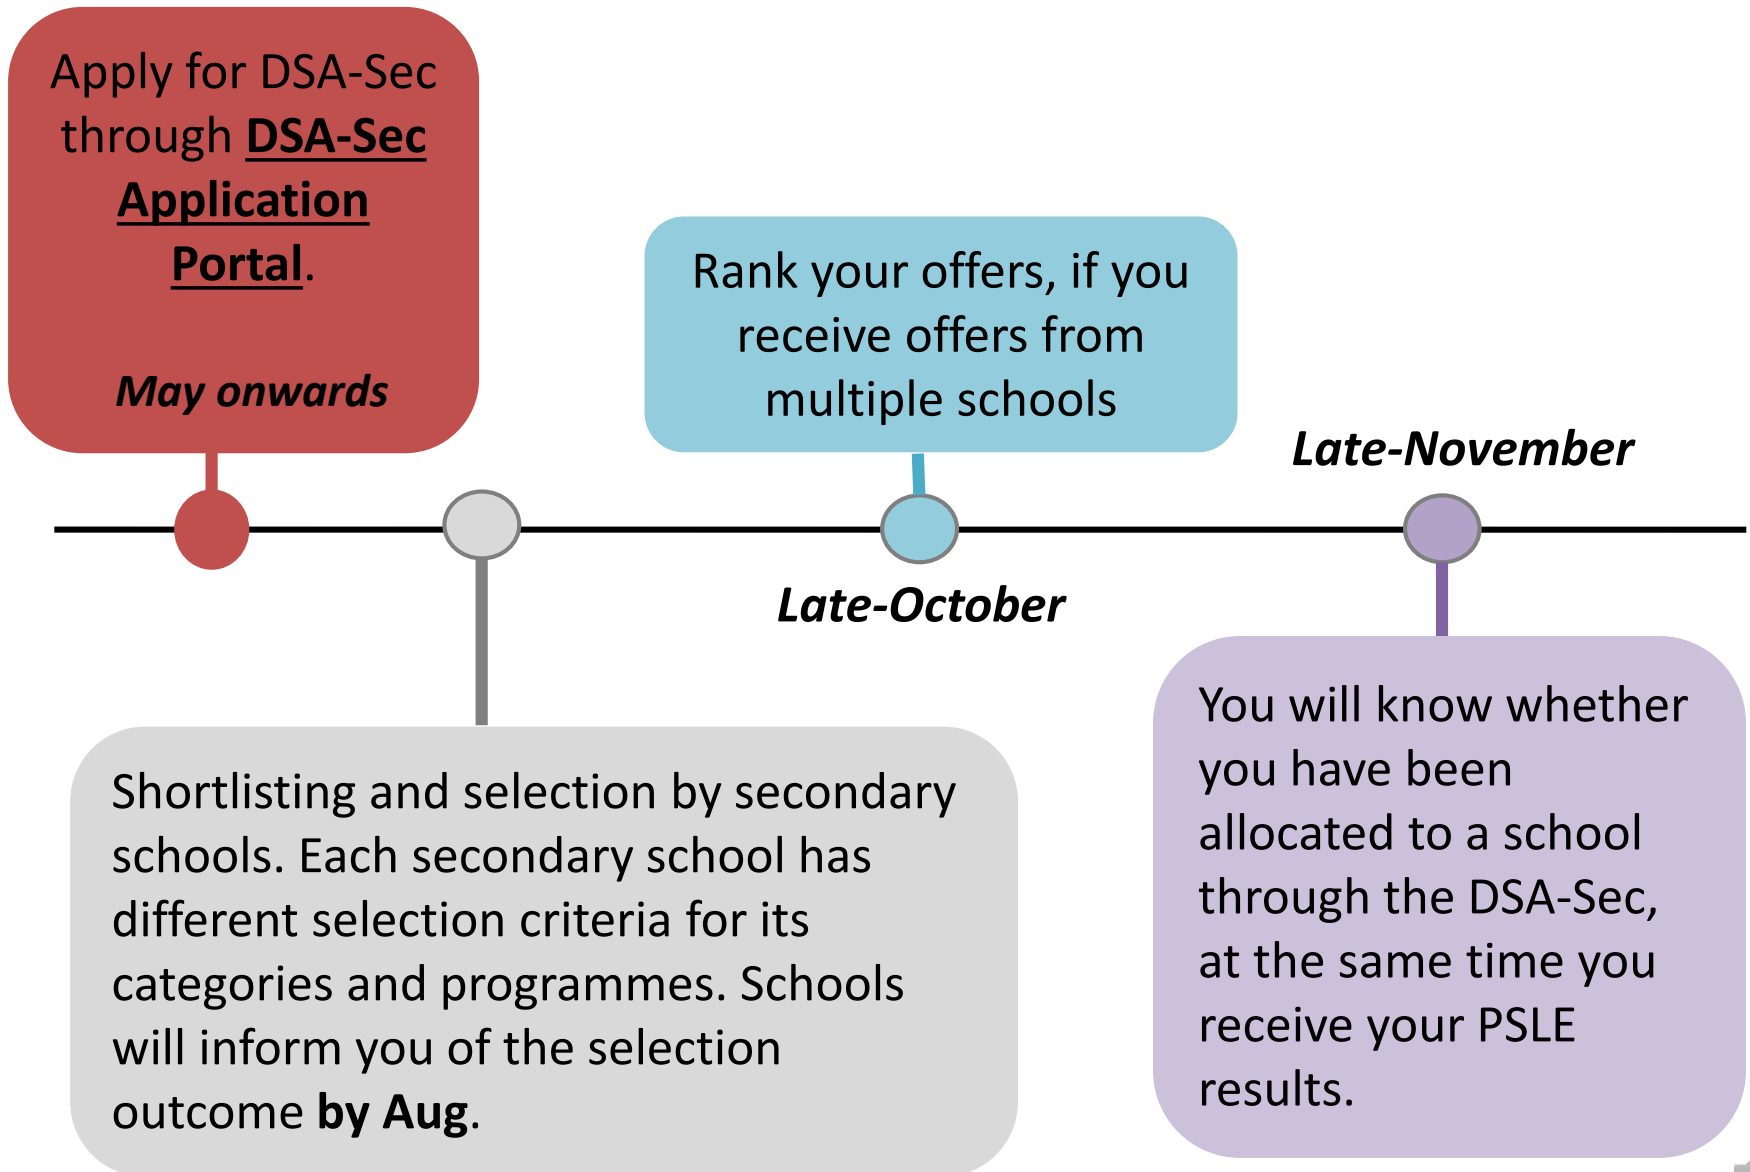 Apply for DSA-Sec
through DSA-Sec
Application
Portal.
May onwards
Shortlisting and selection by secondary
schools. Each secondary school has
different selection criteria for its
categories and programmes. Schools
will inform you of the selection
outcome by Aug.
Rank your offers, if you
receive offers from
multiple schools
Late-October
Late-November
You will know whether
you have been
allocated to a school
through the DSA-Sec,
at the same time you
receive your PSLE
results.